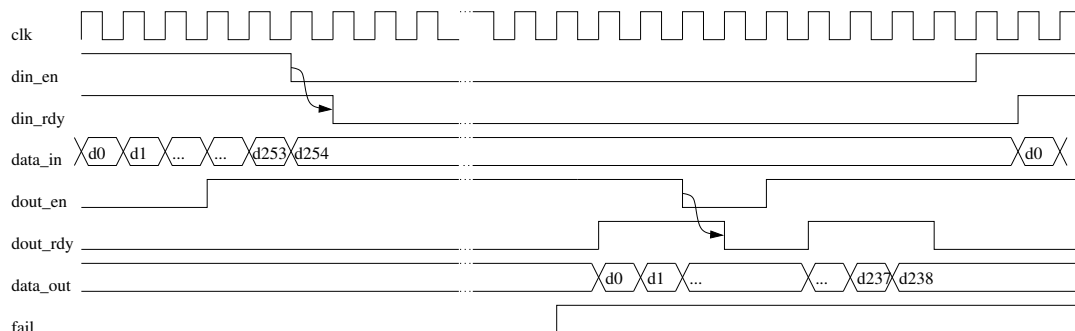 clk
din_en
din_rdy
data_in d0 d1 ... ... d253 d254 d0
dout_en
dout_rdy
data_out d0 d1 ... ... d237 d238
fail